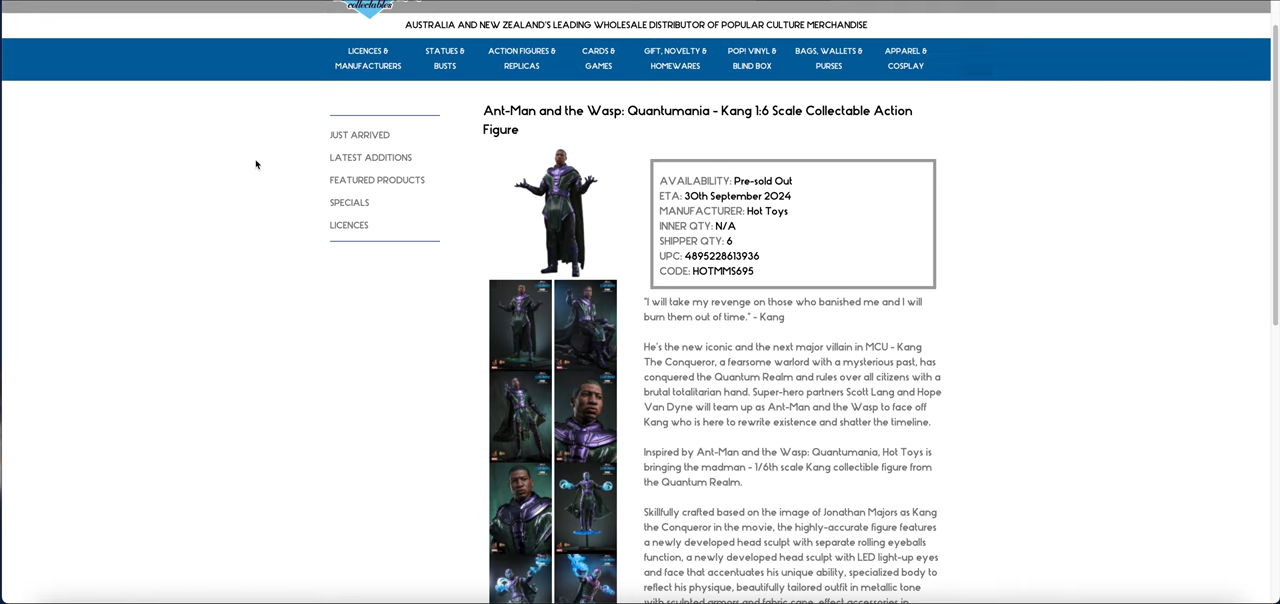 collectables
AUSTRALIA AND NEW ZEALAND'S LEADING WHOLESALE DISTRIBUTOR OF POPULAR CULTURE MERCHANDISE
LICENCES &
MANUFACTURERS
STATUES &
BUSTS
ACTION FIGURES &
REPLICAS
CARDS &
GAMES
GIFT, NOVELTY &
HOMEWARES
POP! VINYL &
BLIND BOX
BAGS, WALLETS &
PURSES
APPAREL &
COSPLAY
JUST ARRIVED
LATEST ADDITIONS
FEATURED PRODUCTS
SPECIALS
LICENCES
Ant-Man and the Wasp: Quantumania - Kang 1:6 Scale Collectable Action
Figure
AVAILABILITY: Pre-sold Out
ETA: 30th September 2024
MANUFACTURER: Hot Toys
INNER QTY: N/A
SHIPPER QTY: 6
UPC: 4895228613936
CODE: HOTMMS695
"I will take my revenge on those who banished me and I will
burn them out of time." - Kang
He's the new iconic and the next major villain in MCU - Kang
The Conqueror, a fearsome warlord with a mysterious past, has
conquered the Quantum Realm and rules over all citizens with a
brutal totalitarian hand. Super-hero partners Scott Lang and Hope
Van Dyne will team up as Ant-Man and the Wasp to face off
Kang who is here to rewrite existence and shatter the timeline.
Inspired by Ant-Man and the Wasp: Quantumania, Hot Toys is
bringing the madman - 1/6th scale Kang collectible figure from
the Quantum Realm.
Skillfully crafted based on the image of Jonathan Majors as Kang
the Conqueror in the movie, the highly-accurate figure features
a newly developed head sculpt with separate rolling eyeballs
function, a newly developed head sculpt with LED light-up eyes
and face that accentuates his unique ability, specialized body to
reflect his physique, beautifully tailored outfit in metallic tone
with sculpted armors and fabric cape, effect accessories in